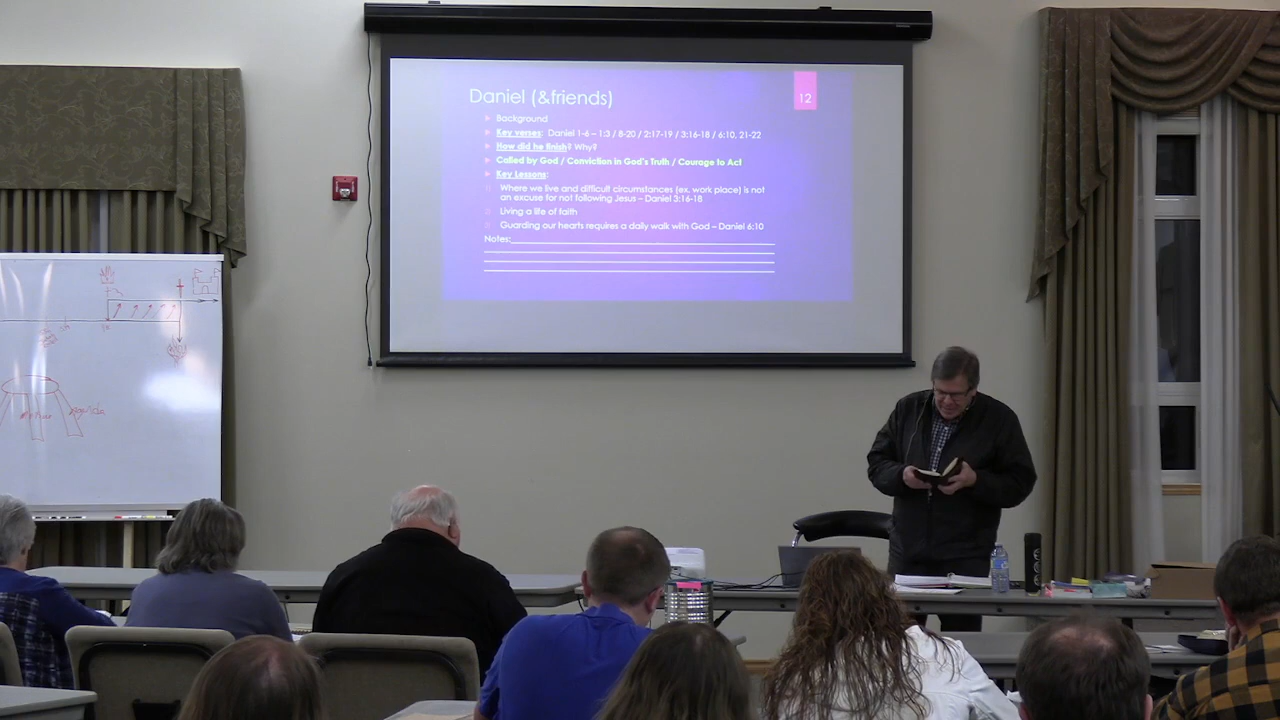 Daniel (&friends)
12
Background
Key verses: Daniel 1-6 – 1:3 / 8-20 / 2:17-19 / 3:16-18 / 6:10, 21-22
How did he finish? Why?
Called by God / Conviction in God's Truth / Courage to Act
Key Lessons:
Where we live and difficult circumstances (ex. work place) is not
an excuse for not following Jesus – Daniel 3:16-18
Living a life of faith
Guarding our hearts requires a daily walk with God – Daniel 6:10
Notes: